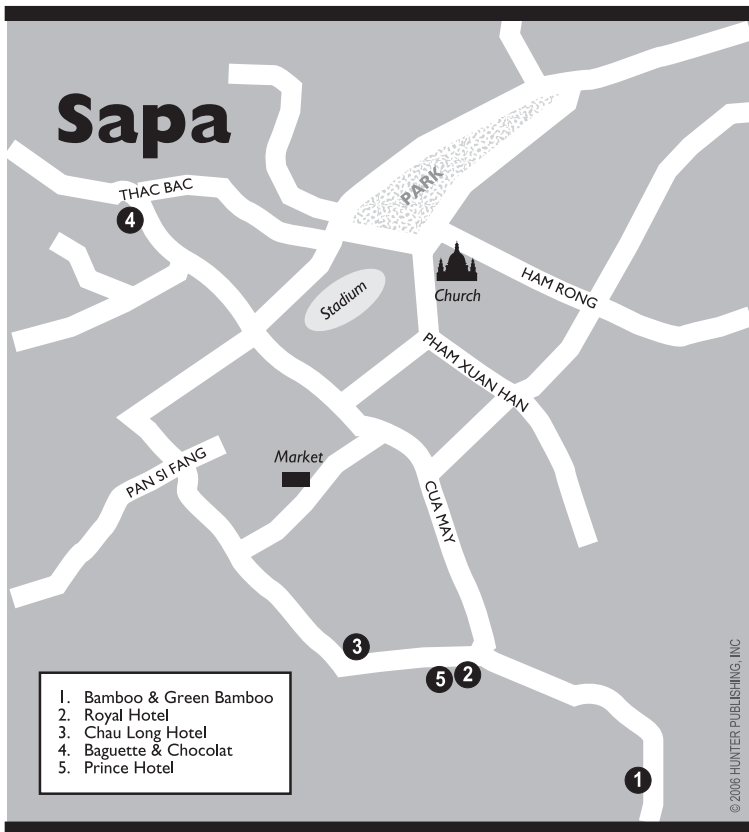 Sapa
THAC BAC
4
PARK
Stadium
Church
HAM RONG
PHAM XUAN HAN
Market
PAN SI FANG
CUA MAY
3
5
2
1
1. Bamboo & Green Bamboo
2. Royal Hotel
3. Chau Long Hotel
4. Baguette & Chocolat
5. Prince Hotel
© 2006 HUNTER PUBLISHING, INC